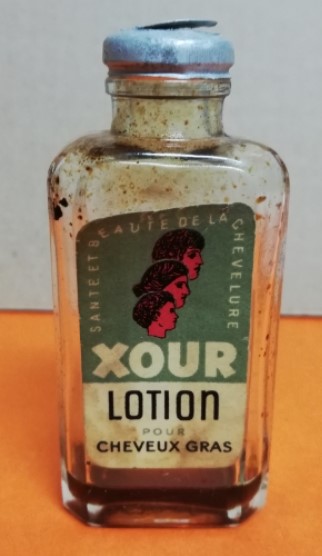 SANTE ET BEAUTE DE LA CHEVELURE
XOUR
LOTION
POUR
CHEVEUX GRAS